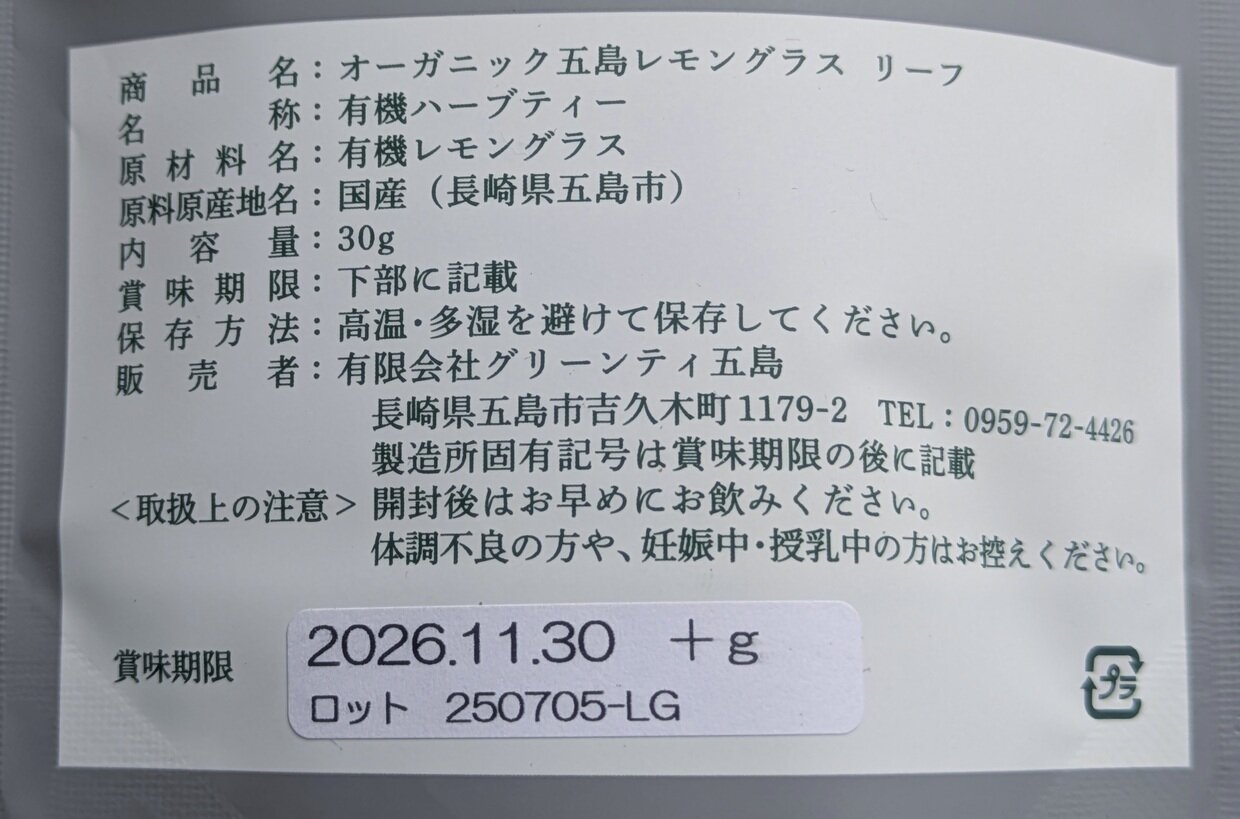 商品名：オーガニック五島レモングラス リーフ
名称：有機ハーブティー
原材料名：有機レモングラス
原料原産地名：国産（長崎県五島市）
内容量：30g
賞味期限：下部に記載
保存方法：高温・多湿を避けて保存してください。
販売者：有限会社グリーンティ五島
長崎県五島市吉久木町1179-2 TEL：0959-72-4426
製造所固有記号は賞味期限の後に記載
＜取扱上の注意＞開封後はお早めにお飲みください。
体調不良の方や、妊娠中・授乳中の方はお控えください。
賞味期限 2026.11.30 +g
ロット 250705-LG
プラ